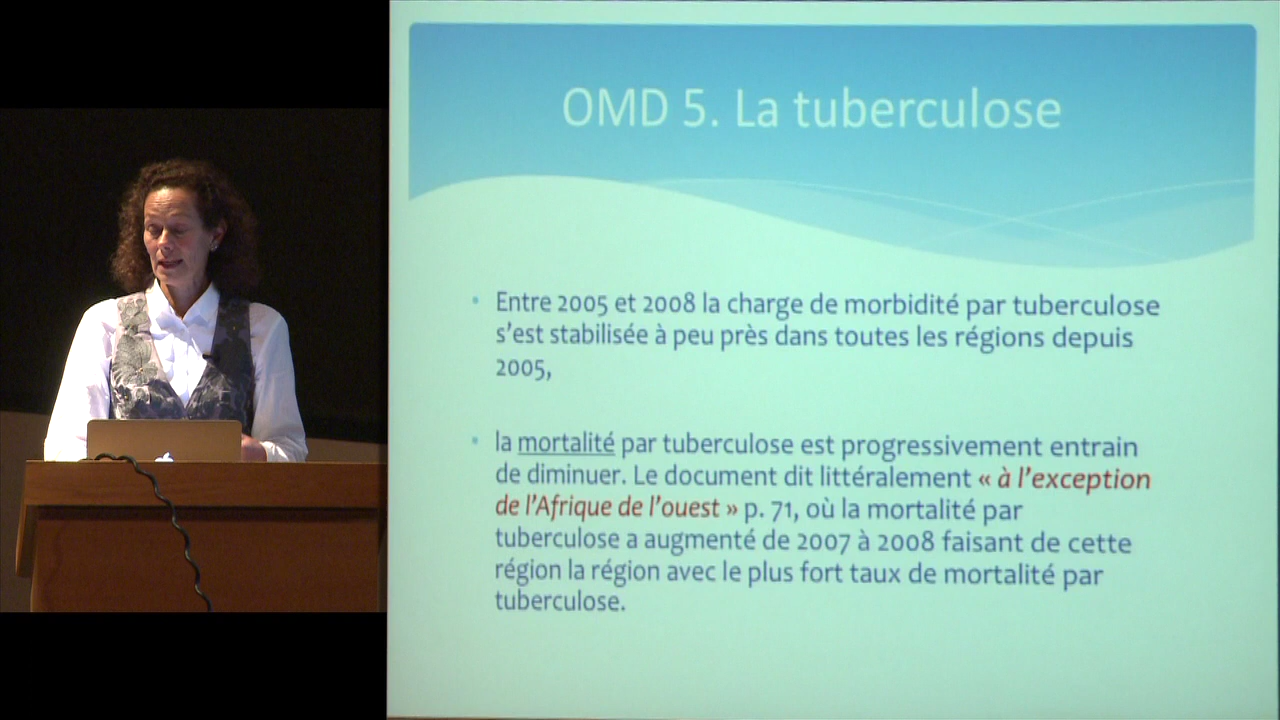 OMD 5. La tuberculose
• Entre 2005 et 2008 la charge de morbidité par tuberculose
s'est stabilisée à peu près dans toutes les régions depuis
2005,
• la mortalité par tuberculose est progressivement entrain
de diminuer. Le document dit littéralement « à l'exception
de l'Afrique de l'ouest » p. 71, où la mortalité par
tuberculose a augmenté de 2007 à 2008 faisant de cette
région la région avec le plus fort taux de mortalité par
tuberculose.